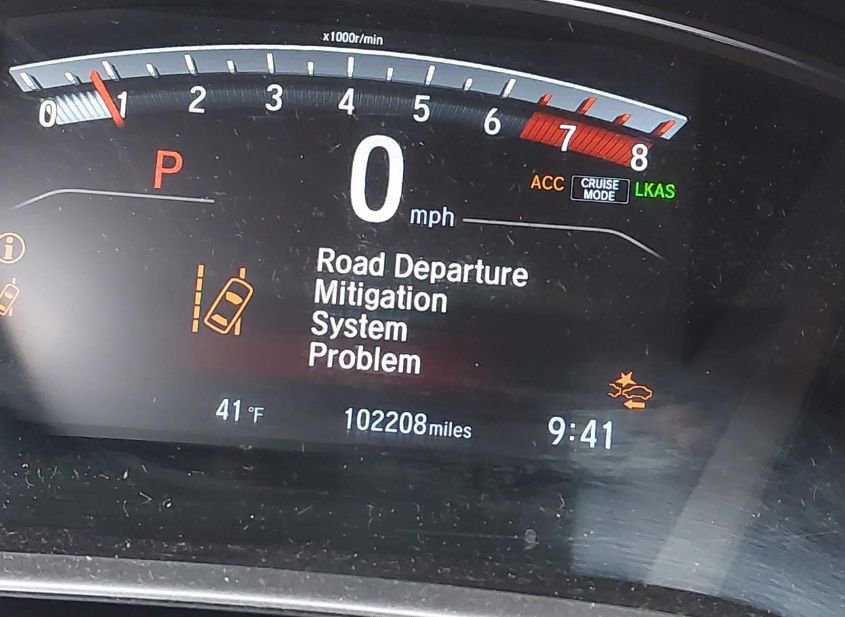 x1000r/min
0 1 2 3 4 5 6 7 8
P
0 mph
ACC CRUISE MODE LKAS
Road Departure
Mitigation
System
Problem
41 °F
102208 miles
9:41